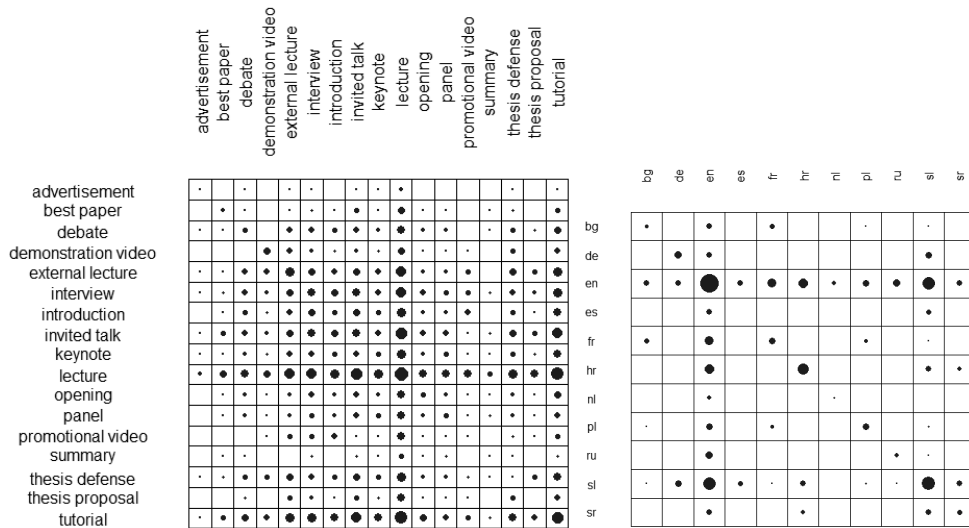 advertisement
best paper
debate
demonstration video
external lecture
interview
introduction
invited talk
keynote
lecture
opening
panel
promotional video
summary
thesis defense
thesis proposal
tutorial
advertisement
best paper
debate
demonstration video
external lecture
interview
introduction
invited talk
keynote
lecture
opening
panel
promotional video
summary
thesis defense
thesis proposal
tutorial
bg
de
en
es
fr
hr
nl
pl
ru
sl
sr
bg
de
en
es
fr
hr
nl
pl
ru
sl
sr